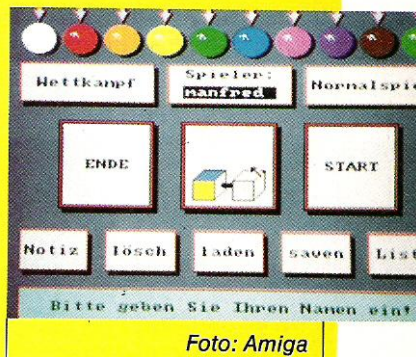 Wettkampf
Spieler:
manfred
Normalspie
ENDE
START
Notiz
lösch
laden
saven
List
Bitte geben Sie Ihren Namen ein!
Foto: Amiga